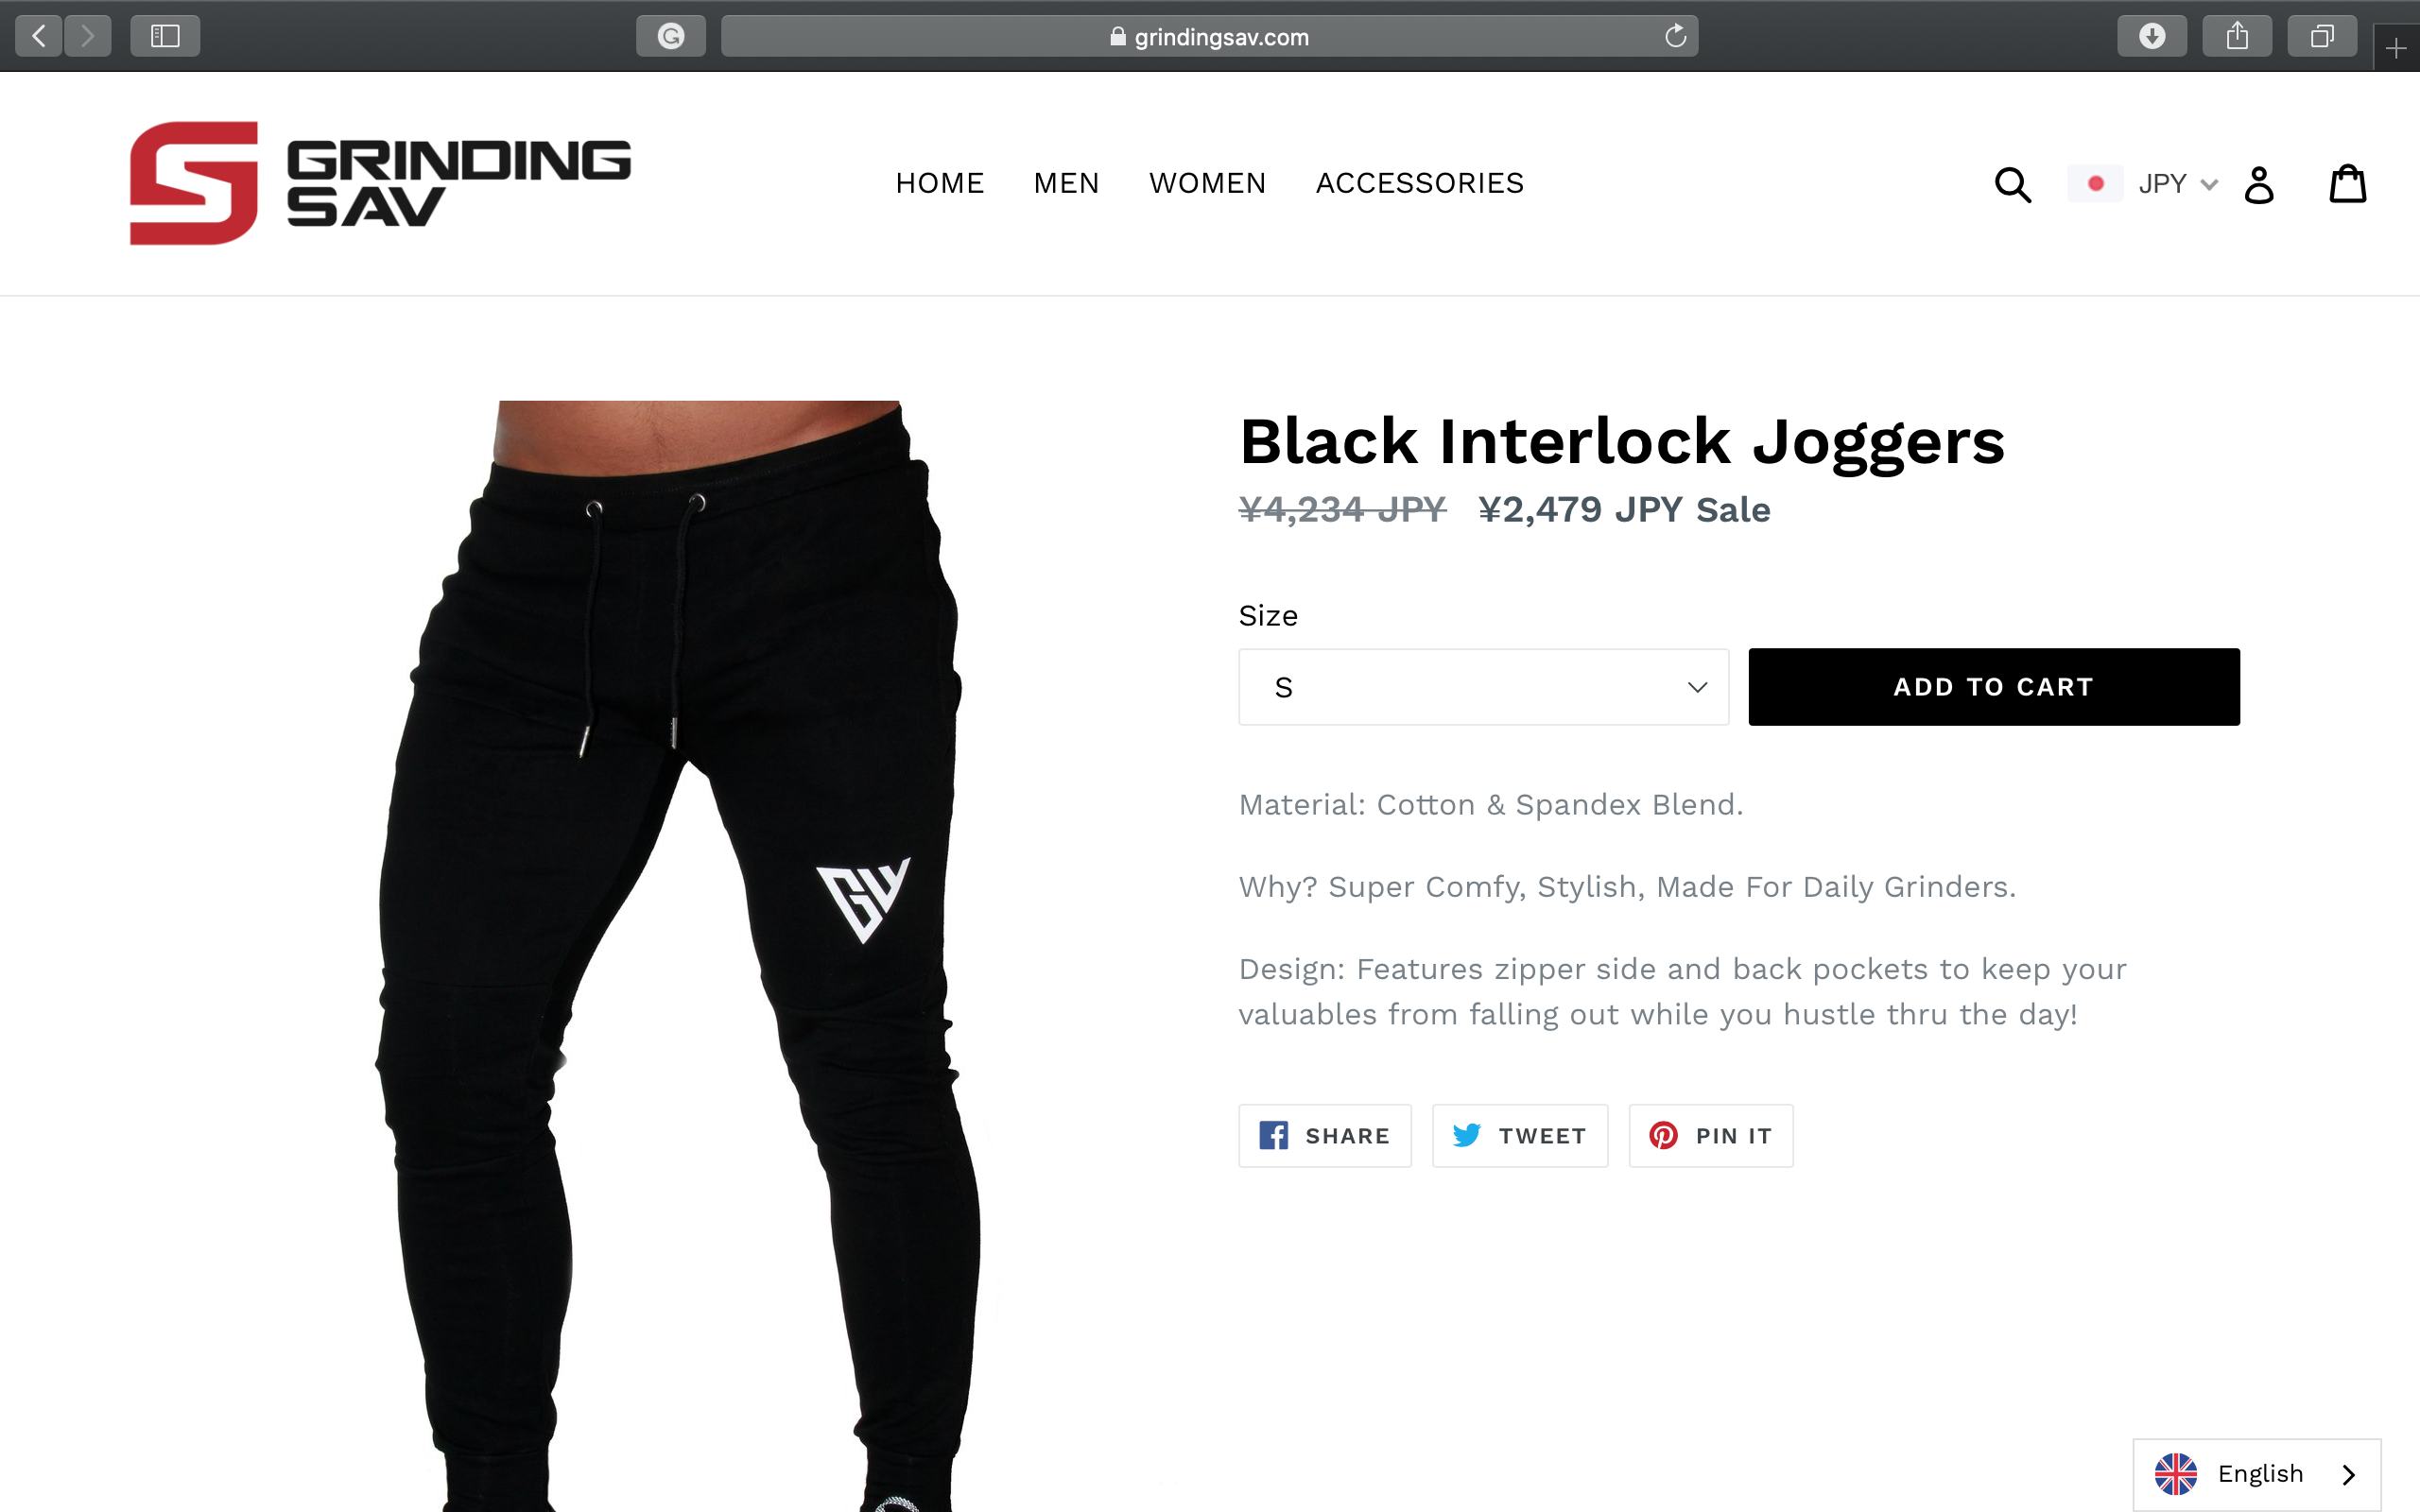 grindingsav.com
GRINDING
SAV
HOME MEN WOMEN ACCESSORIES
JPY
Black Interlock Joggers
¥4,234 JPY ¥2,479 JPY Sale
Size
S
ADD TO CART
Material: Cotton & Spandex Blend.
Why? Super Comfy, Stylish, Made For Daily Grinders.
Design: Features zipper side and back pockets to keep your
valuables from falling out while you hustle thru the day!
SHARE TWEET PIN IT
English